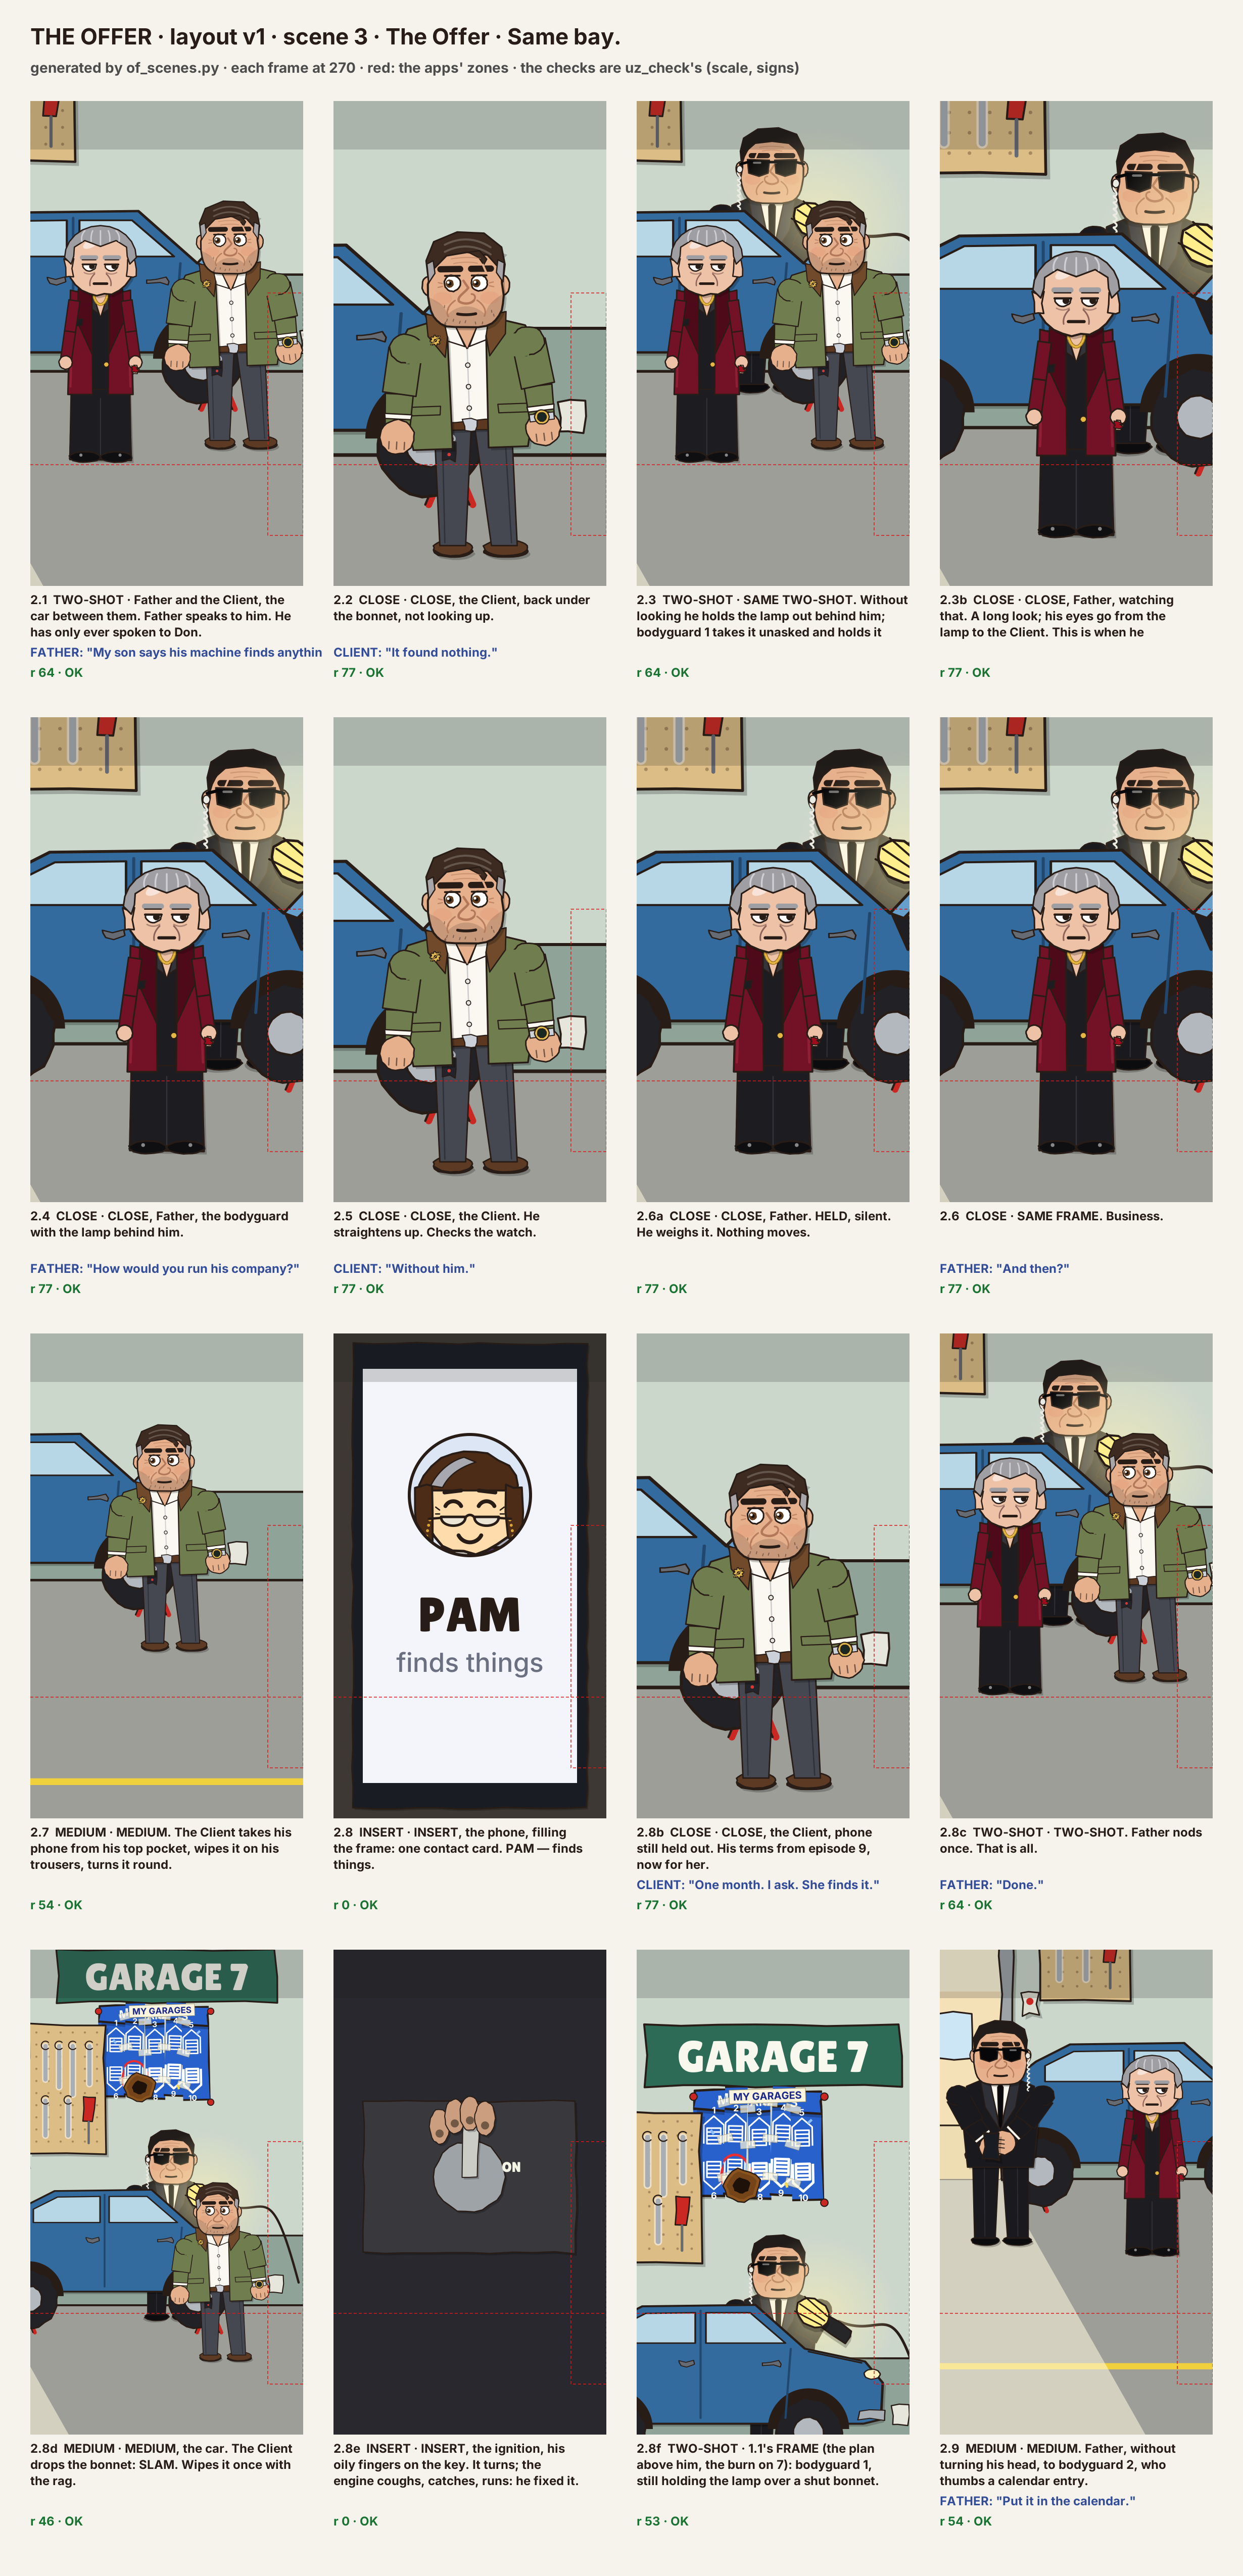 THE OFFER · layout v1 · scene 3 · The Offer · Same bay.
generated by of_scenes.py · each frame at 270 · red: the apps' zones · the checks are uz_check's (scale, signs)
2.1 TWO-SHOT · Father and the Client, the
car between them. Father speaks to him. He
has only ever spoken to Don.
FATHER: "My son says his machine finds anythin
r 64 · OK
2.2 CLOSE · CLOSE, the Client, back under
the bonnet, not looking up.
CLIENT: "It found nothing."
r 77 · OK
2.3 TWO-SHOT · SAME TWO-SHOT. Without
looking he holds the lamp out behind him;
bodyguard 1 takes it unasked and holds it
r 64 · OK
2.3b CLOSE · CLOSE, Father, watching
that. A long look; his eyes go from the
lamp to the Client. This is when he
r 77 · OK
2.4 CLOSE · CLOSE, Father, the bodyguard
with the lamp behind him.
FATHER: "How would you run his company?"
r 77 · OK
2.5 CLOSE · CLOSE, the Client. He
straightens up. Checks the watch.
CLIENT: "Without him."
r 77 · OK
2.6a CLOSE · CLOSE, Father. HELD, silent.
He weighs it. Nothing moves.
r 77 · OK
2.6 CLOSE · SAME FRAME. Business.
FATHER: "And then?"
r 77 · OK
PAM
finds things
2.7 MEDIUM · MEDIUM. The Client takes his
phone from his top pocket, wipes it on his
trousers, turns it round.
r 54 · OK
2.8 INSERT · INSERT, the phone, filling
the frame: one contact card. PAM — finds
things.
r 0 · OK
2.8b CLOSE · CLOSE, the Client, phone
still held out. His terms from episode 9,
now for her.
CLIENT: "One month. I ask. She finds it."
r 77 · OK
2.8c TWO-SHOT · TWO-SHOT. Father nods
once. That is all.
FATHER: "Done."
r 64 · OK
GARAGE 7
MY GARAGES
1 2 3 4 5
6 8 9 10
ON
GARAGE 7
MY GARAGES
1 2 3 4 5
6 8 9 10
2.8d MEDIUM · MEDIUM, the car. The Client
drops the bonnet: SLAM. Wipes it once with
the rag.
r 46 · OK
2.8e INSERT · INSERT, the ignition, his
oily fingers on the key. It turns; the
engine coughs, catches, runs: he fixed it.
r 0 · OK
2.8f TWO-SHOT · 1.1's FRAME (the plan
above him, the burn on 7): bodyguard 1,
still holding the lamp over a shut bonnet.
r 53 · OK
2.9 MEDIUM · MEDIUM. Father, without
turning his head, to bodyguard 2, who
thumbs a calendar entry.
FATHER: "Put it in the calendar."
r 54 · OK